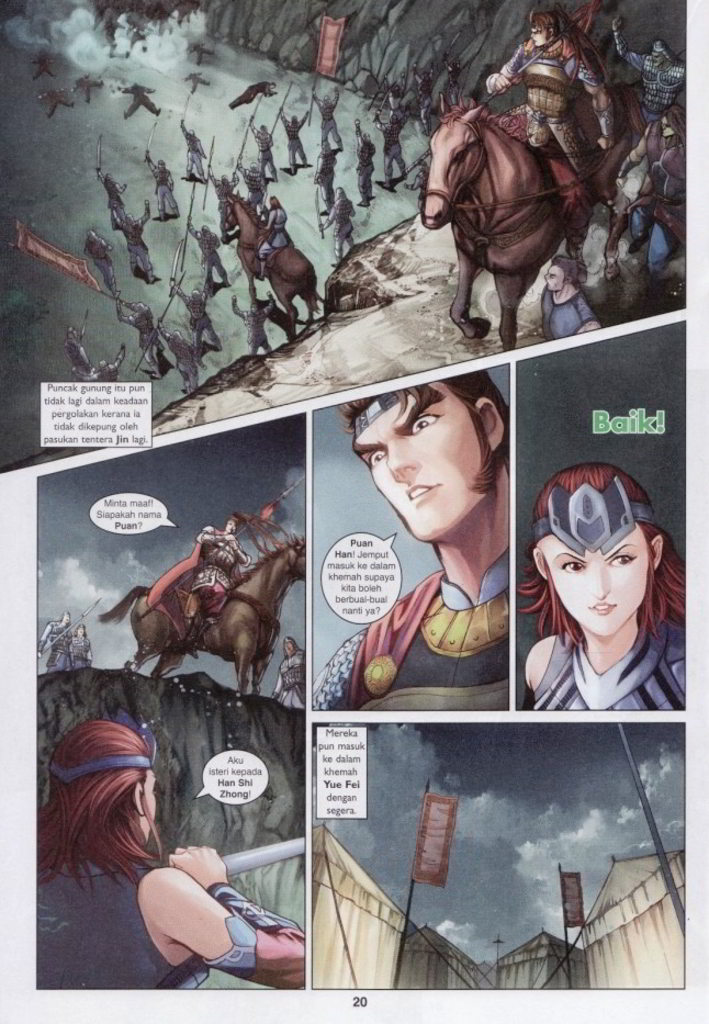 Puncak gunung itu pun
tidak lagi dalam keadaan
pergolakan kerana ia
tidak dikepung oleh
pasukan tentera Jin lagi.
Minta maaf!
Siapakah nama
Puan?
Aku
isteri kepada
Han Shi
Zhong!
Puan
Han! Jemput
masuk ke dalam
khemah supaya
kita boleh
berbual-bual
nanti ya?
Baik!
Mereka
pun masuk
ke dalam
khemah
Yue Fei
dengan
segera.
20